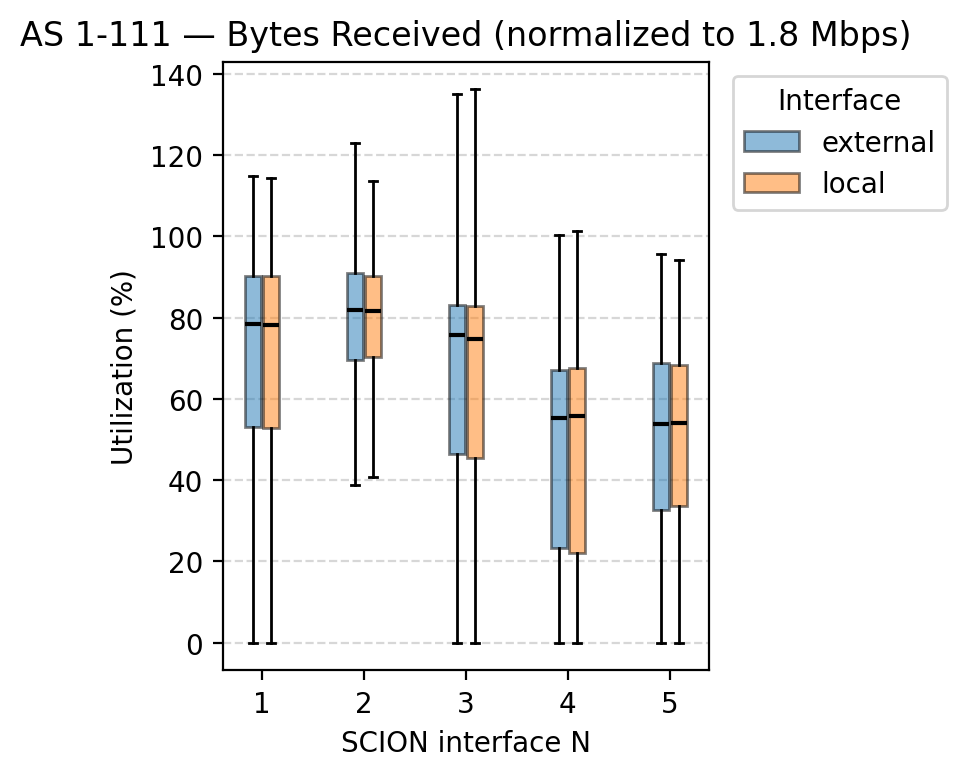 AS 1-111 — Bytes Received (normalized to 1.8 Mbps)
140
120
100
80
60
40
20
0
Utilization (%)
1 2 3 4 5
SCION interface N
Interface
external
local